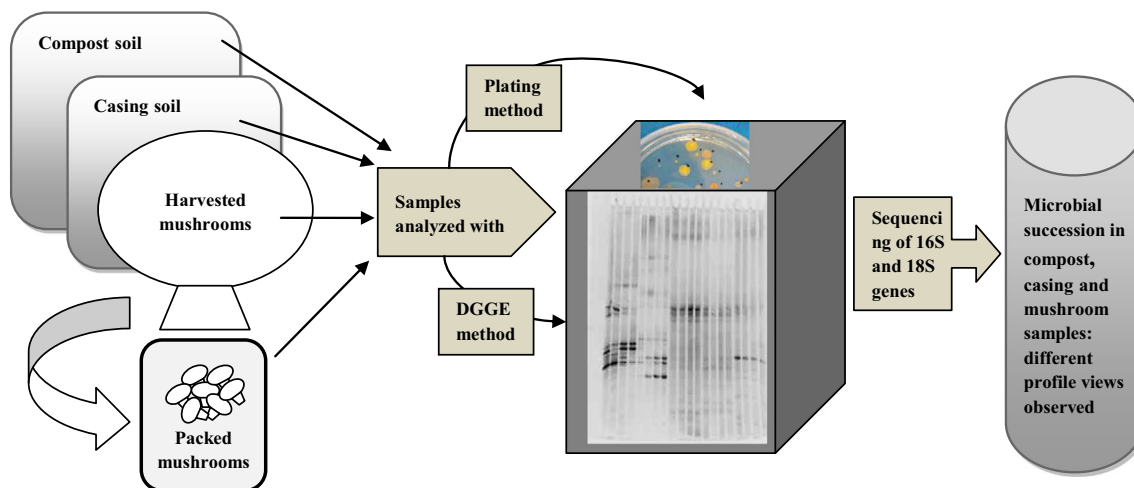 Compost soil
Casing soil
Harvested
mushrooms
Packed
mushrooms
Samples
analyzed with
Plating
method
DGGE
method
Sequenci
ng of 16S
and 18S
genes
Microbial
succession in
compost,
casing and
mushroom
samples:
different
profile views
observed